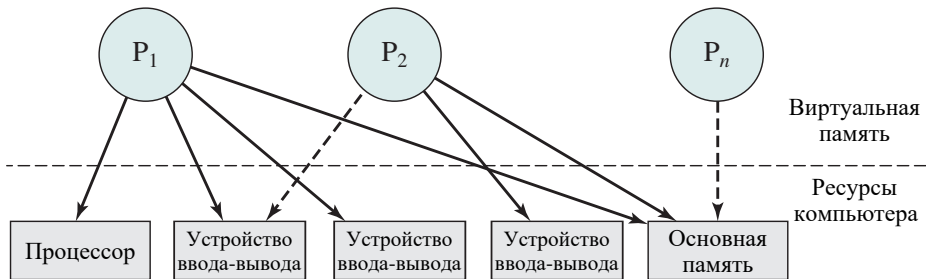 P1
P2
Pn
Виртуальная
память
Ресурсы
компьютера
Процессор
Устройство
ввода-вывода
Устройство
ввода-вывода
Устройство
ввода-вывода
Основная
память